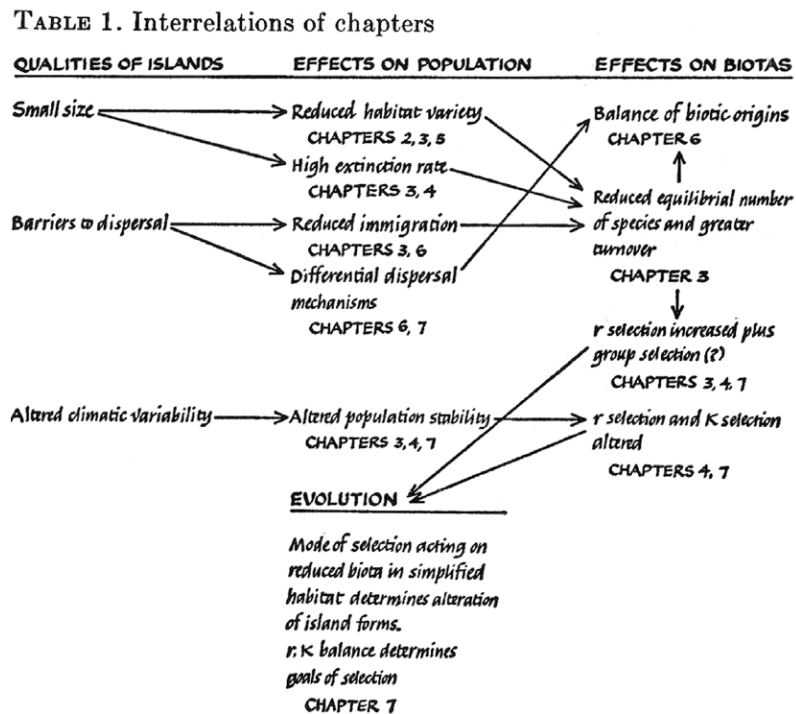 TABLE 1. Interrelations of chapters
QUALITIES OF ISLANDS
EFFECTS ON POPULATION
EFFECTS ON BIOTAS
Small size
Reduced habitat variety
CHAPTERS 2, 3, 5
High extinction rate
CHAPTERS 3, 4
Balance of biotic origins
CHAPTER 6
Barriers to dispersal
Reduced immigration
CHAPTERS 3, 6
Differential dispersal
mechanisms
CHAPTERS 6, 7
Reduced equilibrial number
of species and greater
turnover
CHAPTER 3
r selection increased plus
group selection (?)
CHAPTERS 3, 4, 7
Altered climatic variability
Altered population stability
CHAPTERS 3, 4, 7
r selection and K selection
altered
CHAPTERS 4, 7
EVOLUTION
Mode of selection acting on
reduced biota in simplified
habitat determines alteration
of island forms.
r, K balance determines
goals of selection
CHAPTER 7